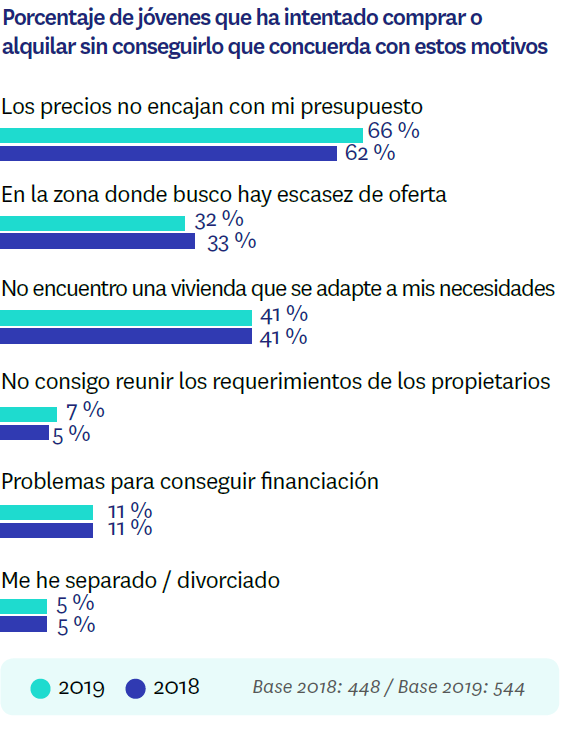 Porcentaje de jóvenes que ha intentado comprar o
alquilar sin conseguirlo que concuerda con estos motivos
Los precios no encajan con mi presupuesto
66 %
62 %
En la zona donde busco hay escasez de oferta
32 %
33 %
No encuentro una vivienda que se adapte a mis necesidades
41 %
41 %
No consigo reunir los requerimientos de los propietarios
7 %
5 %
Problemas para conseguir financiación
11 %
11 %
Me he separado / divorciado
5 %
5 %
2019 2018 Base 2018: 448 / Base 2019: 544